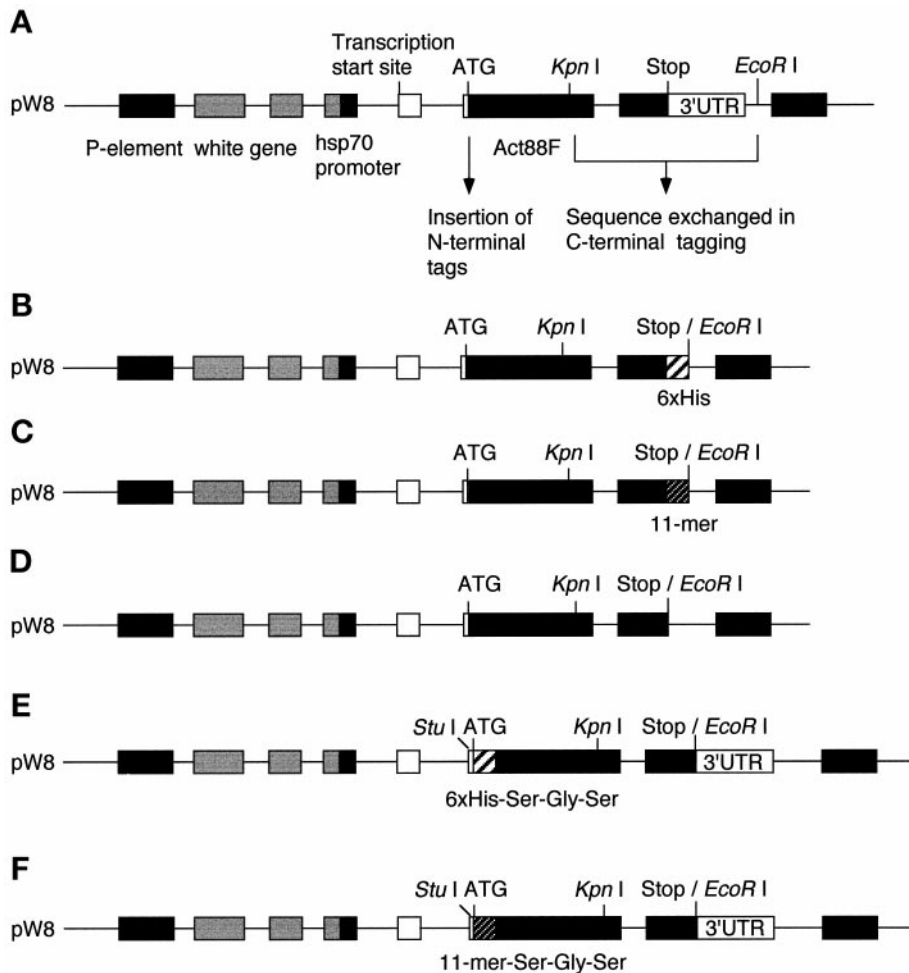 A
Transcription
start site
ATG
Kpn I
Stop
EcoR I
pW8
3'UTR
P-element white gene
hsp70
promoter
Act88F
Insertion of
N-terminal
tags
Sequence exchanged in
C-terminal tagging
B
ATG
Kpn I
Stop / EcoR I
pW8
6xHis
C
ATG
Kpn I
Stop / EcoR I
pW8
11-mer
D
ATG
Kpn I
Stop / EcoR I
pW8
E
Stu I ATG
Kpn I
Stop / EcoR I
pW8
3'UTR
6xHis-Ser-Gly-Ser
F
Stu I ATG
Kpn I
Stop / EcoR I
pW8
3'UTR
11-mer-Ser-Gly-Ser